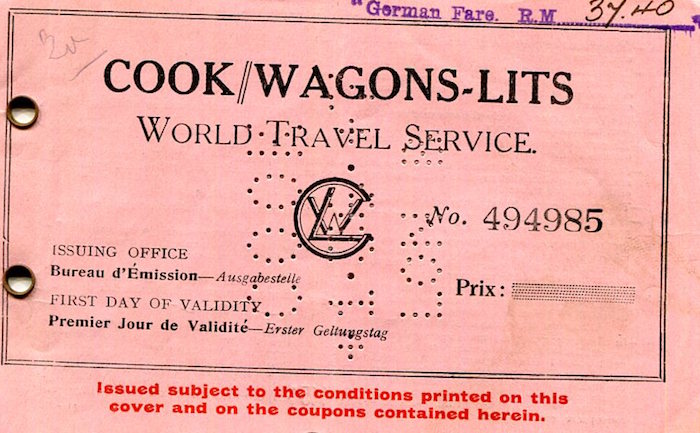 "German Fare. R.M. 37.40"
COOK//WAGONS-LITS
WORLD TRAVEL SERVICE.
No. 494985
ISSUING OFFICE
Bureau d'Émission—Ausgabestelle
Prix:
FIRST DAY OF VALIDITY
Premier Jour de Validité—Erster Geltungstag
Issued subject to the conditions printed on this
cover and on the coupons contained herein.